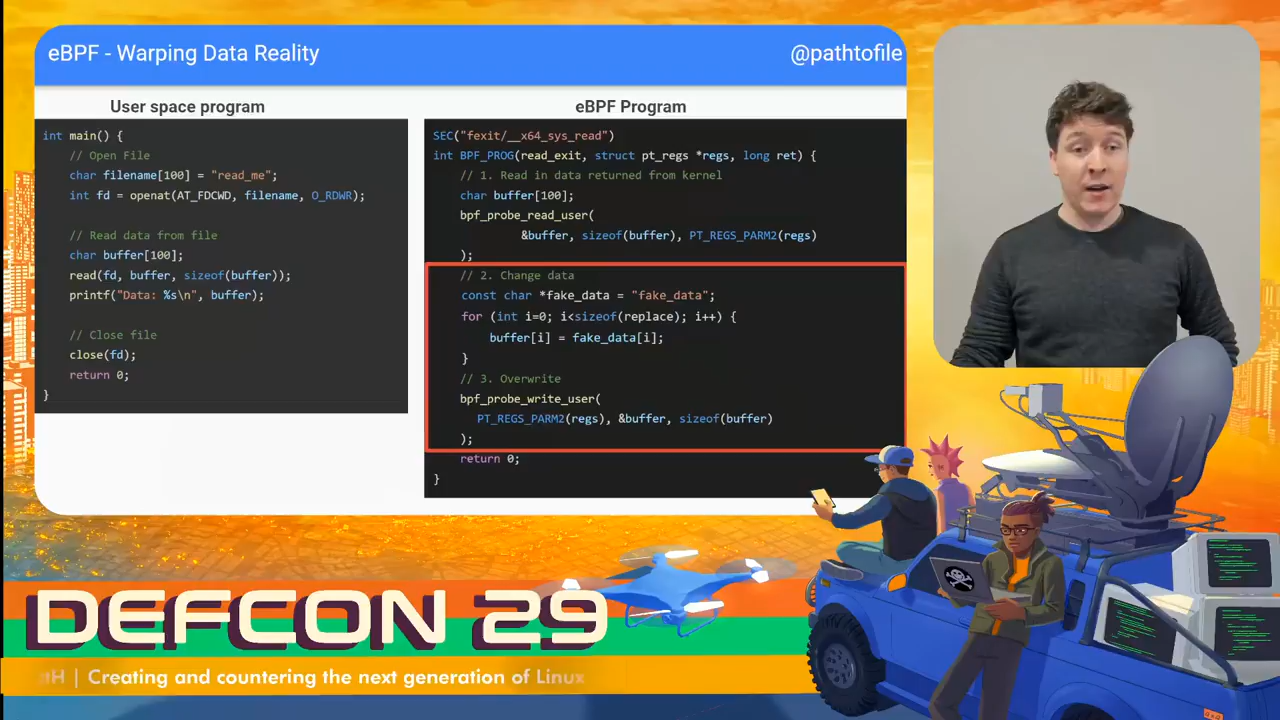 eBPF - Warping Data Reality
@pathtofile
User space program
int main() {
// Open File
char filename[100] = "read_me";
int fd = openat(AT_FDCWD, filename, O_RDWR);
// Read data from file
char buffer[100];
read(fd, buffer, sizeof(buffer));
printf("Data: %s\n", buffer);
// Close file
close(fd);
return 0;
}
eBPF Program
SEC("fexit/__x64_sys_read")
int BPF_PROG(read_exit, struct pt_regs *regs, long ret) {
// 1. Read in data returned from kernel
char buffer[100];
bpf_probe_read_user(
&buffer, sizeof(buffer), PT_REGS_PARM2(regs)
);
// 2. Change data
const char *fake_data = "fake_data";
for (int i=0; i<sizeof(replace); i++) {
buffer[i] = fake_data[i];
}
// 3. Overwrite
bpf_probe_write_user(
PT_REGS_PARM2(regs), &buffer, sizeof(buffer)
);
return 0;
}
DEFCON 29
| Creating and countering the next generation of Linux